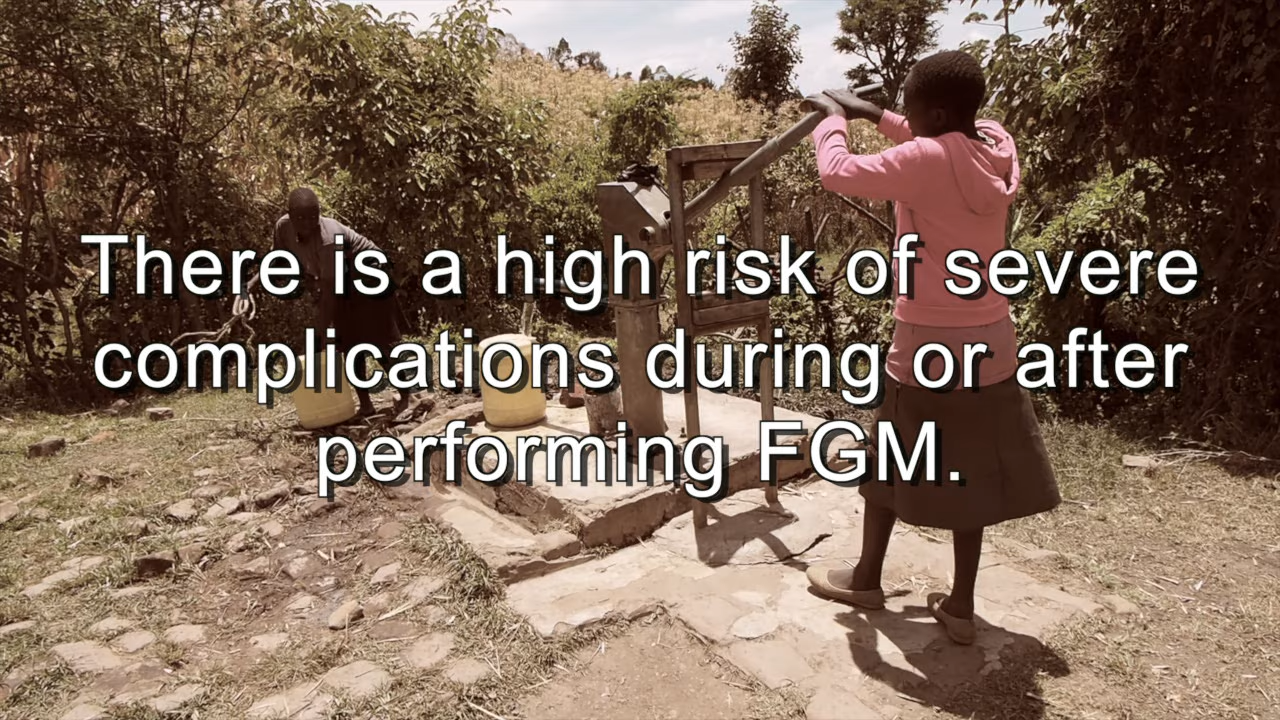 There is a high risk of severe
complications during or after
performing FGM.